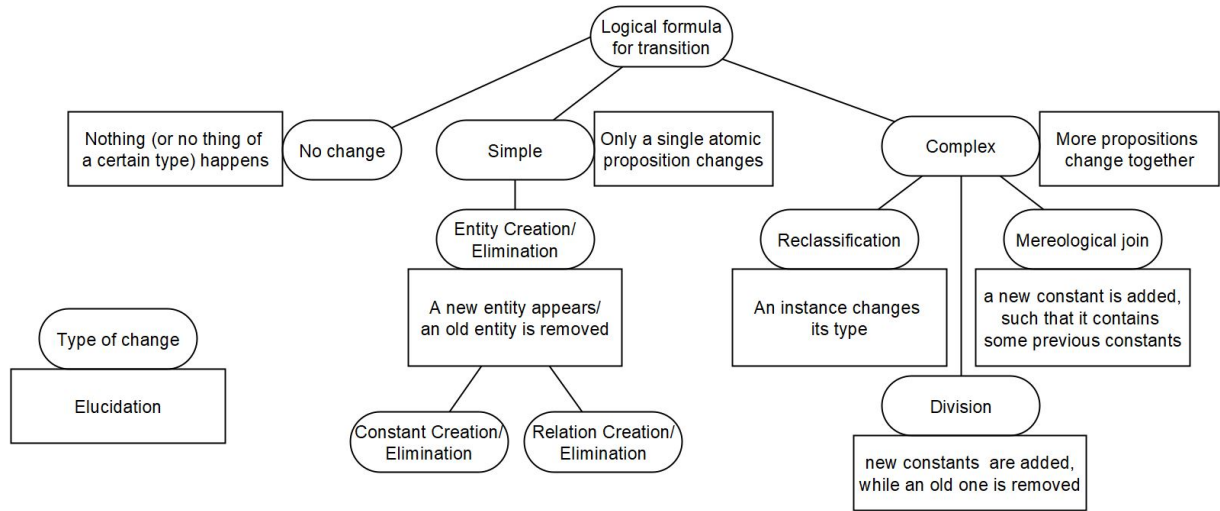 Logical formula
for transition
Nothing (or no thing of
a certain type) happens
No change
Simple
Only a single atomic
proposition changes
Complex
More propositions
change together
Entity Creation/
Elimination
A new entity appears/
an old entity is removed
Reclassification
An instance changes
its type
Mereological join
a new constant is added,
such that it contains
some previous constants
Type of change
Elucidation
Constant Creation/
Elimination
Relation Creation/
Elimination
Division
new constants are added,
while an old one is removed